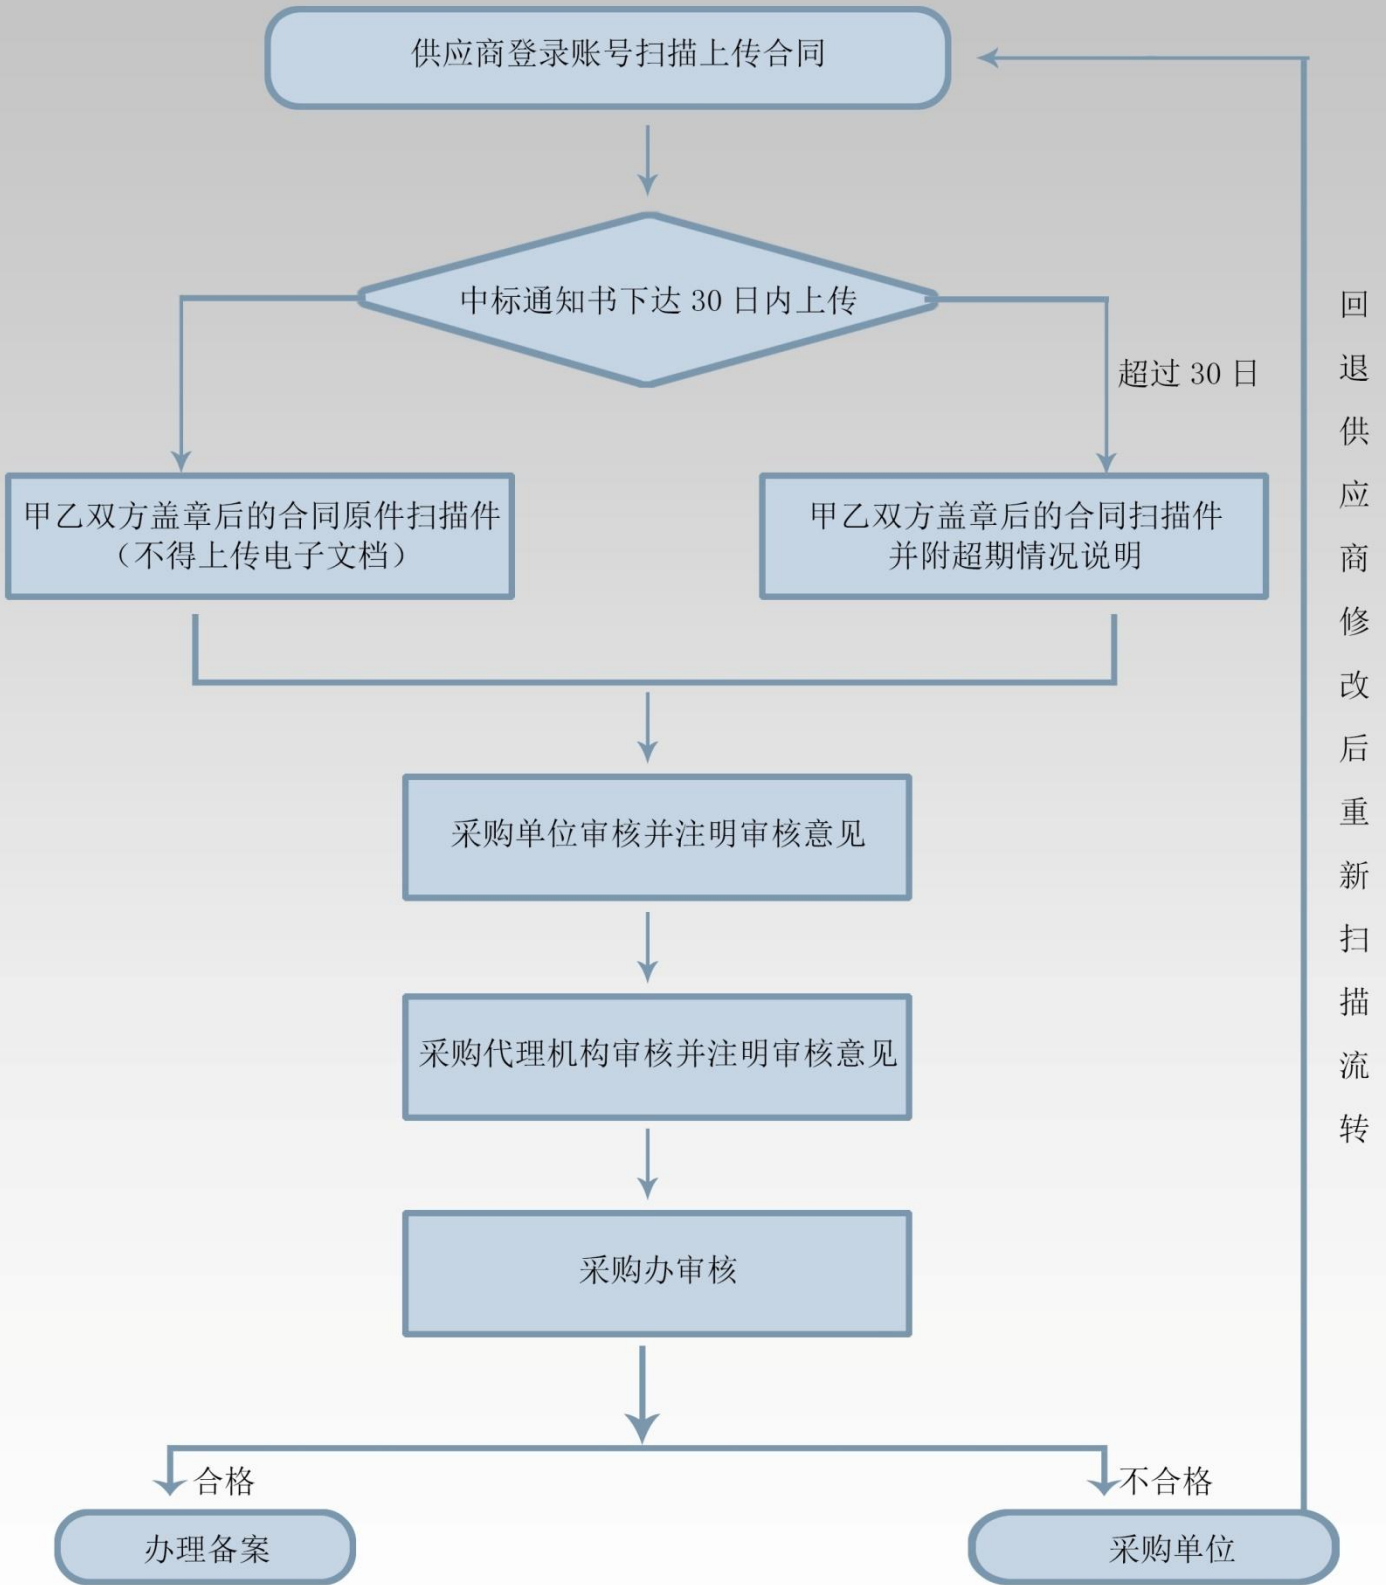 供应商登录账号扫描上传合同
中标通知书下达 30 日内上传
超过 30 日
甲乙双方盖章后的合同原件扫描件
（不得上传电子文档）
甲乙双方盖章后的合同扫描件
并附超期情况说明
采购单位审核并注明审核意见
采购代理机构审核并注明审核意见
采购办审核
合格
不合格
办理备案
采购单位
回退供应商修改后重新扫描流转